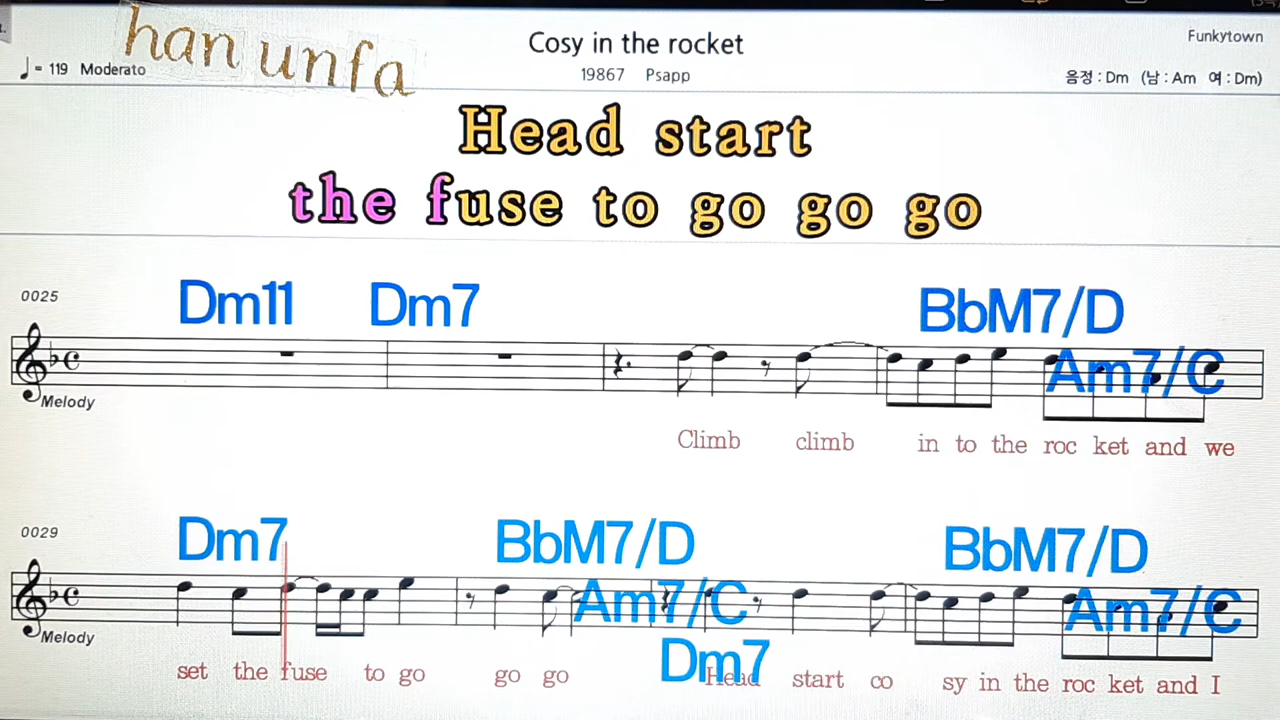 han unfa
Cosy in the rocket
Funkytown
♩ = 119 Moderato
19867 Psapp
음정 : Dm (남 : Am 여 : Dm)
Head start
the fuse to go go go
0025
Dm11 Dm7 BbM7/D Am7/C
Melody
Climb climb in to the roc ket and we
0029
Dm7 BbM7/D Am7/C Dm7 BbM7/D Am7/C
Melody
set the fuse to go go go Head start co sy in the roc ket and I